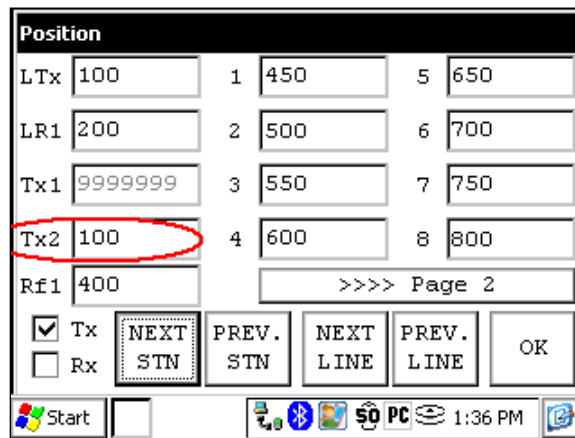 Position
LTx 100 1 450 5 650
LR1 200 2 500 6 700
Tx1 9999999 3 550 7 750
Tx2 100 4 600 8 800
Rf1 400 >>>> Page 2
Tx NEXT PREV. NEXT PREV. OK
Rx STN STN LINE LINE
Start 50 PC 1:36 PM